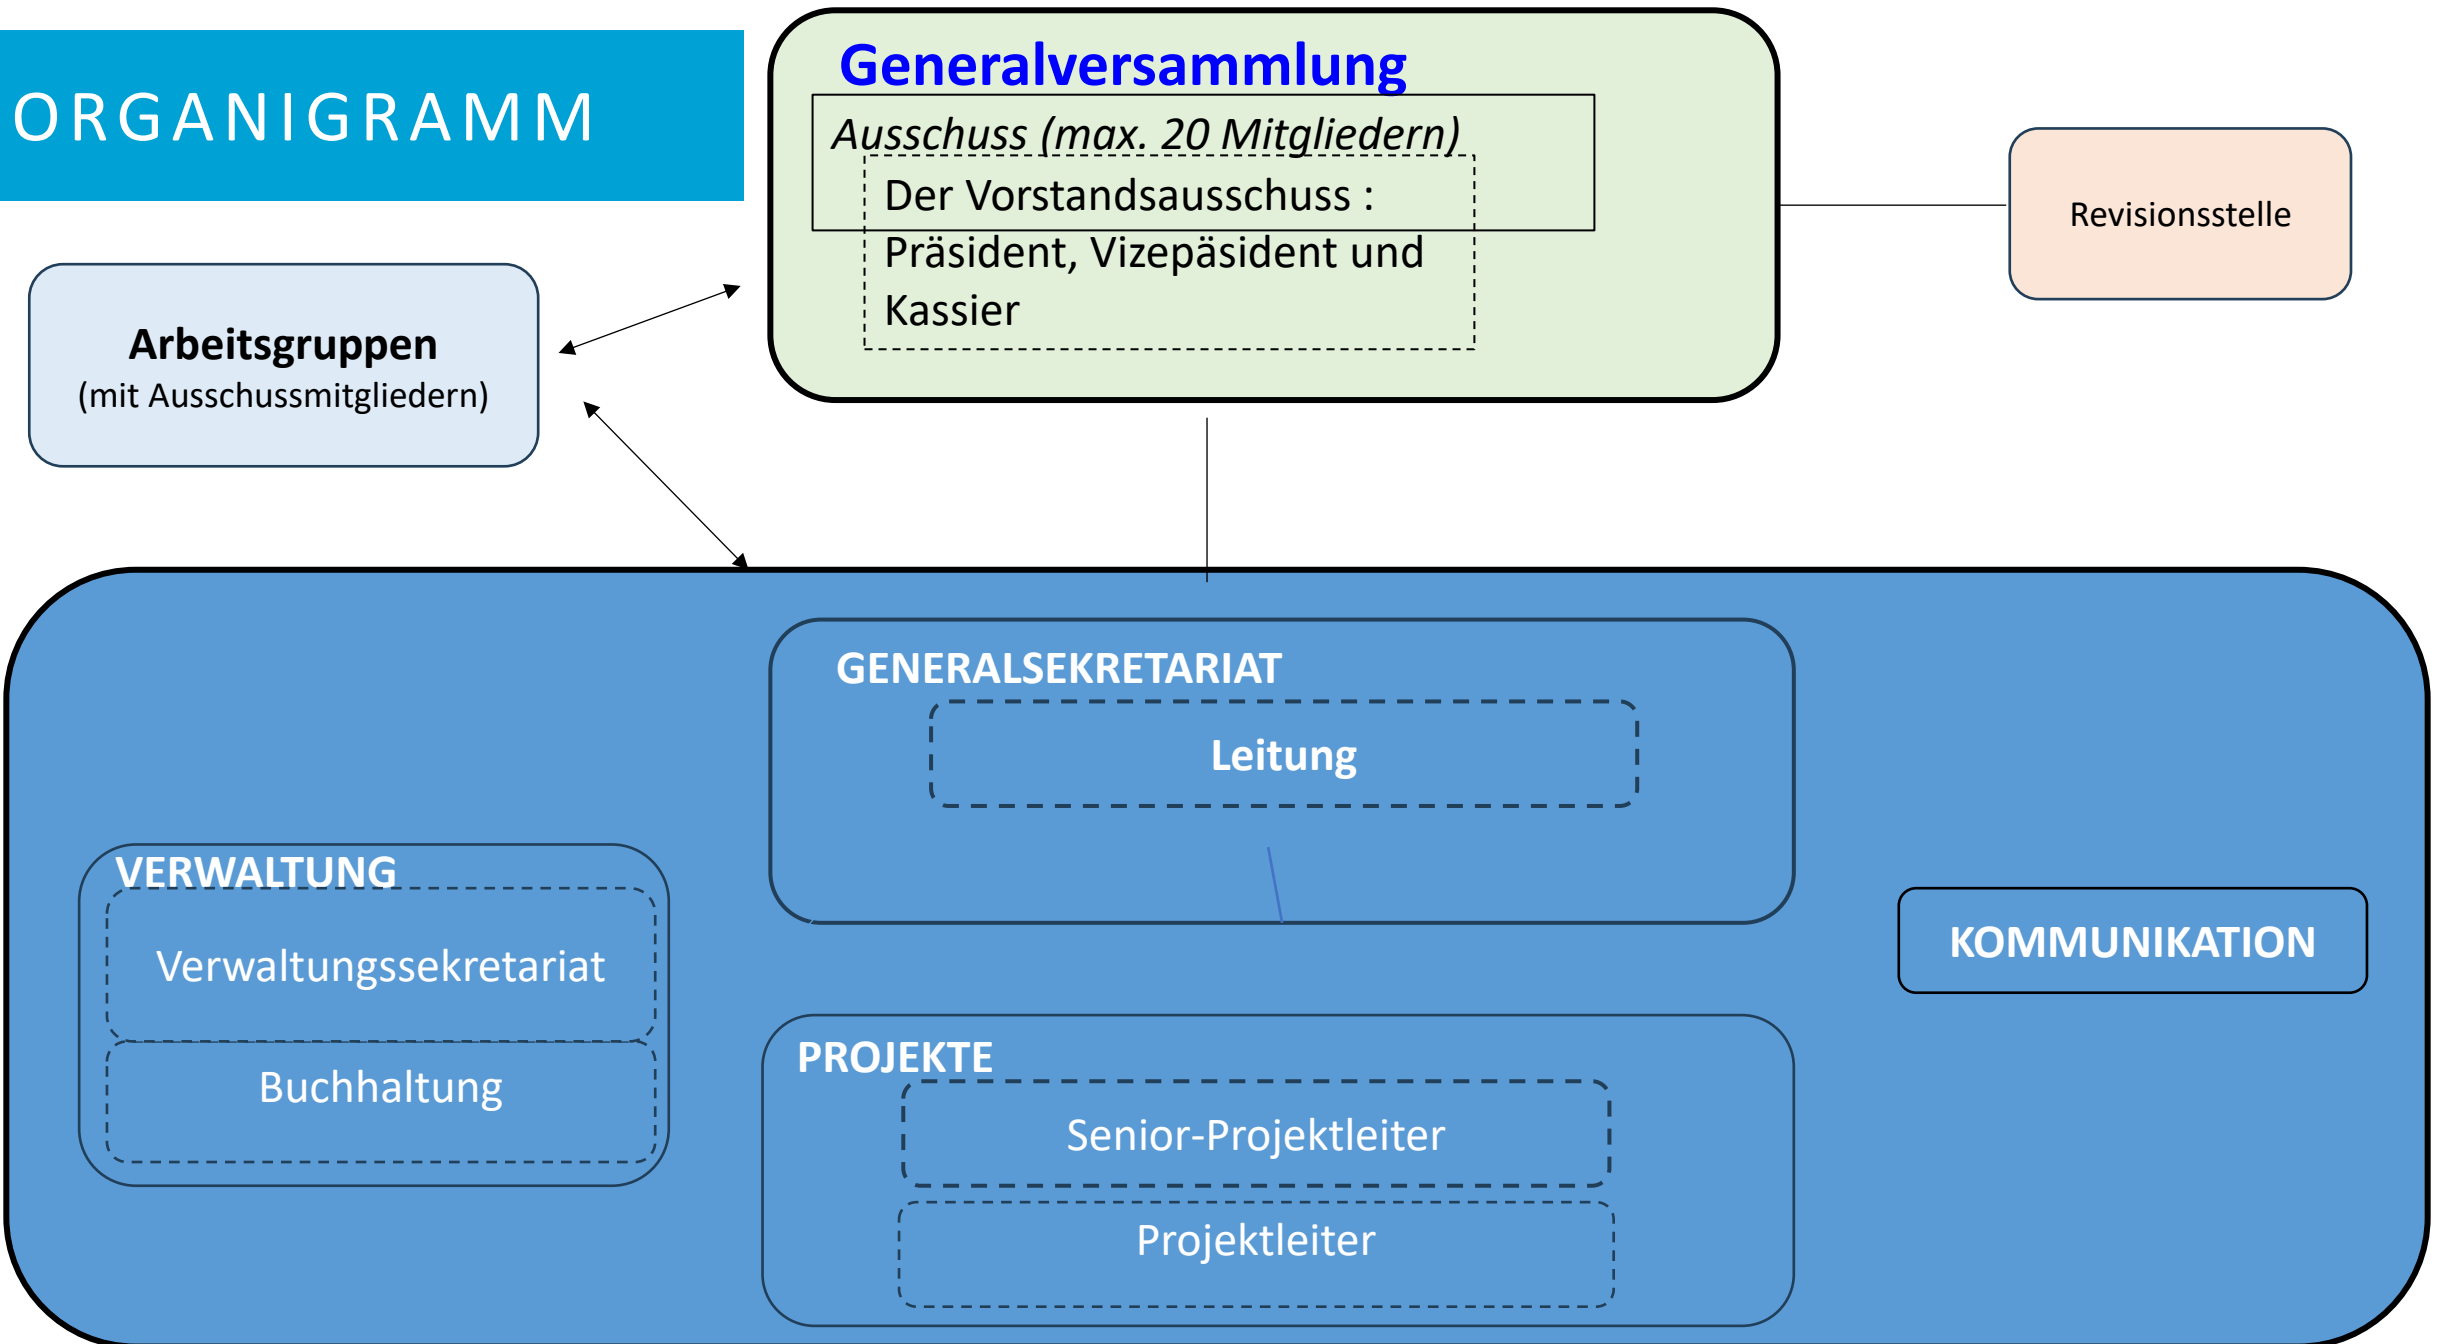 ORGANIGRAMM
Generalversammlung
Ausschuss (max. 20 Mitgliedern)
Der Vorstandsausschuss :
Präsident, Vizepäsident und
Kassier
Revisionsstelle
Arbeitsgruppen
(mit Ausschussmitgliedern)
GENERALSEKRETARIAT
Leitung
VERWALTUNG
Verwaltungssekretariat
Buchhaltung
KOMMUNIKATION
PROJEKTE
Senior-Projektleiter
Projektleiter